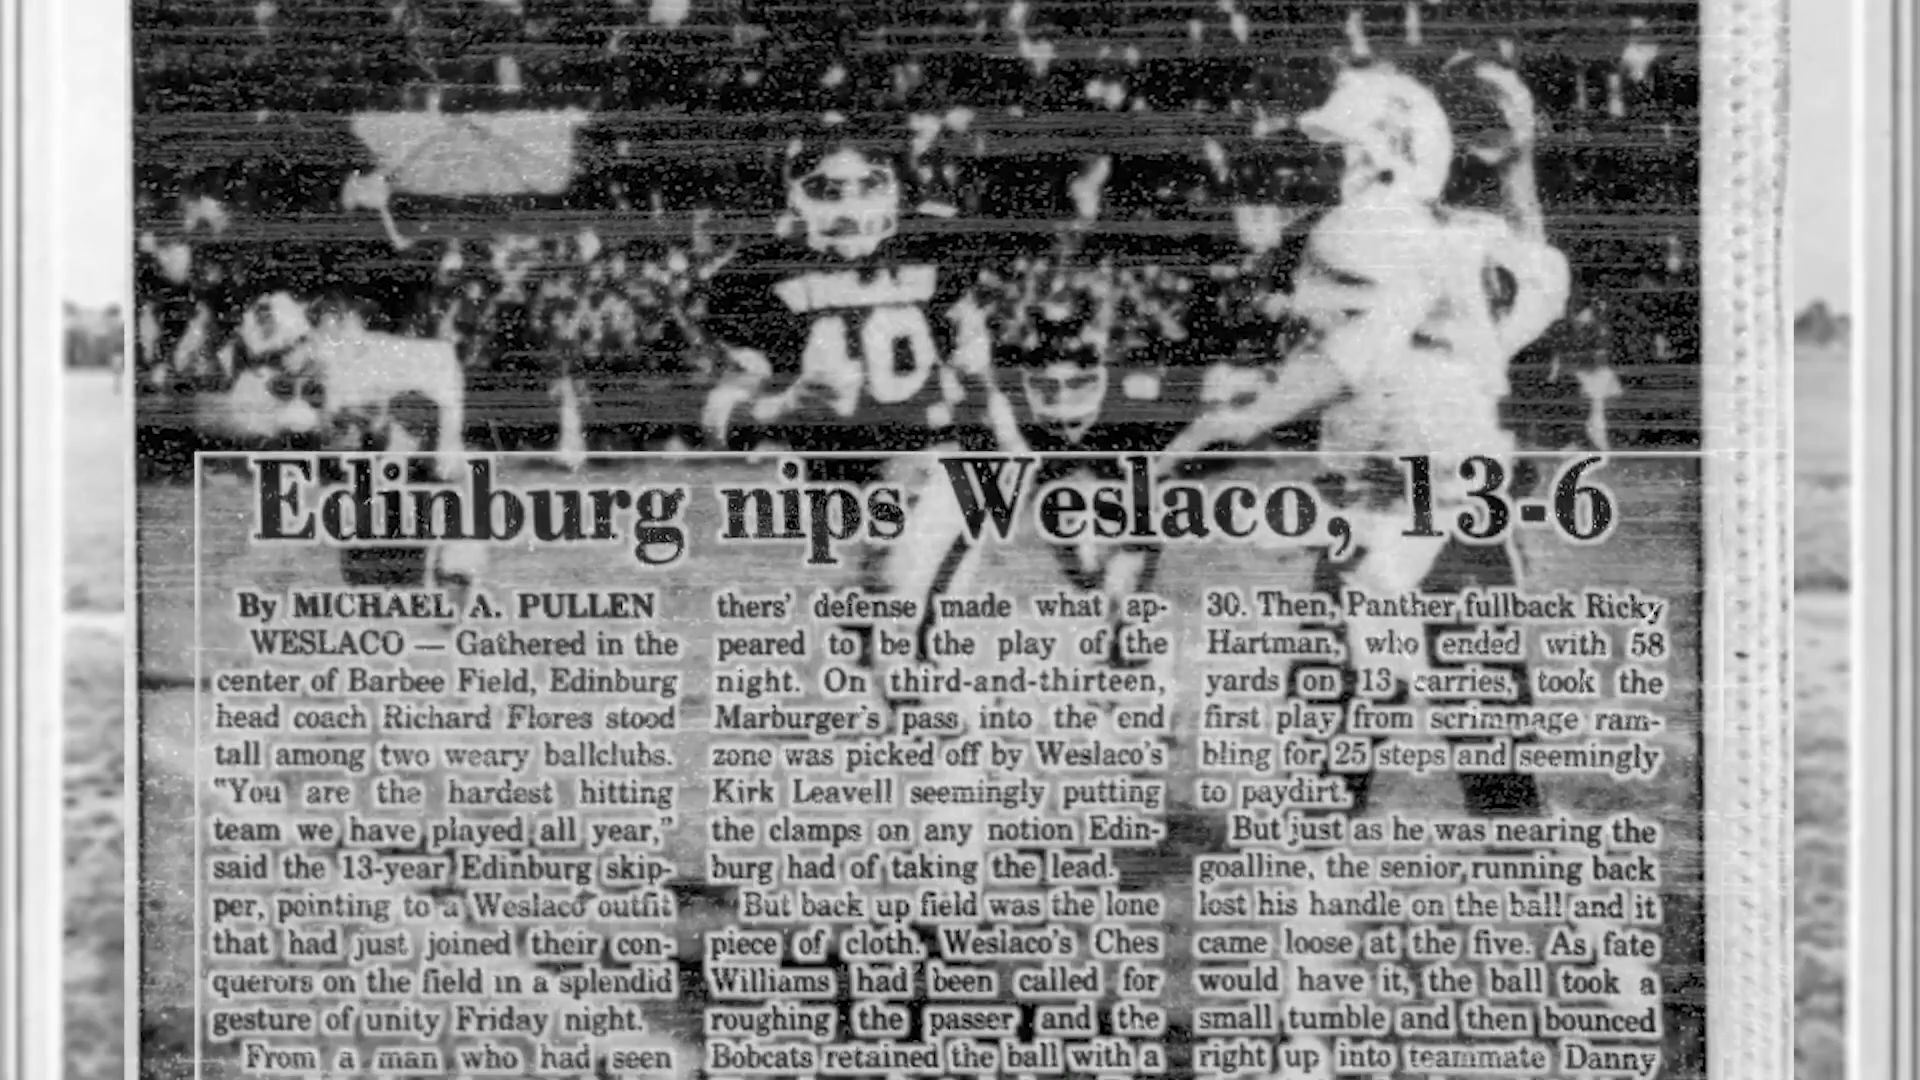 40
Edinburg nips Weslaco, 13-6
By MICHAEL A. PULLEN
WESLACO — Gathered in the
center of Barbee Field, Edinburg
head coach Richard Flores stood
tall among two weary ballclubs.
"You are the hardest hitting
team we have played all year,"
said the 13-year Edinburg skip-
per, pointing to a Weslaco outfit
that had just joined their con-
querors on the field in a splendid
gesture of unity Friday night.
From a man who had seen
thers' defense made what ap-
peared to be the play of the
night. On third-and-thirteen,
Marburger's pass into the end
zone was picked off by Weslaco's
Kirk Leavell seemingly putting
the clamps on any notion Edin-
burg had of taking the lead.
But back up field was the lone
piece of cloth. Weslaco's Ches
Williams had been called for
roughing the passer and the
Bobcats retained the ball with a
30. Then, Panther fullback Ricky
Hartman, who ended with 58
yards on 13 carries, took the
first play from scrimmage ram-
bling for 25 steps and seemingly
to paydirt.
But just as he was nearing the
goalline, the senior running back
lost his handle on the ball and it
came loose at the five. As fate
would have it, the ball took a
small tumble and then bounced
right up into teammate Danny